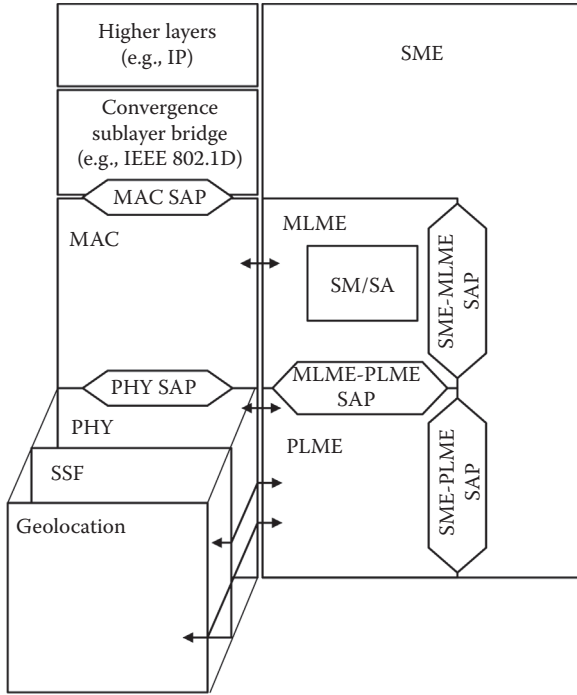 Higher layers
(e.g., IP)
SME
Convergence
sublayer bridge
(e.g., IEEE 802.1D)
MAC SAP
MAC
MLME
SM/SA
SME-MLME
SAP
PHY SAP
MLME-PLME
SAP
PHY
PLME
SME-PLME
SAP
SSF
Geolocation